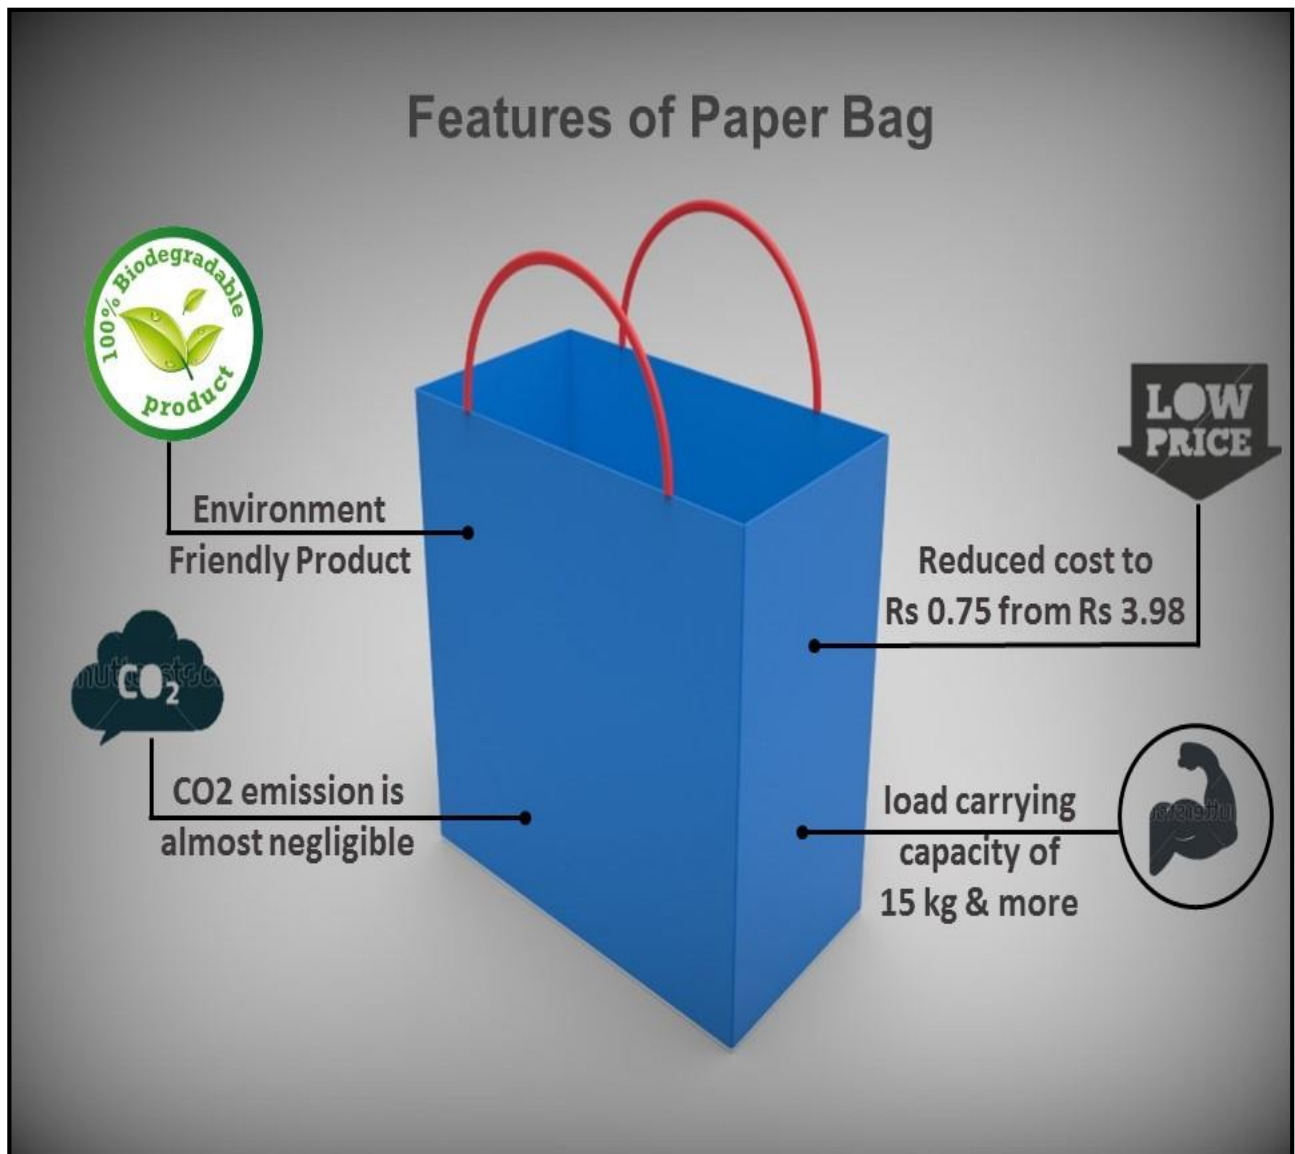 Features of Paper Bag
100% Biodegradable
product
Environment
Friendly Product
LOW
PRICE
Reduced cost to
Rs 0.75 from Rs 3.98
CO2
CO2 emission is
almost negligible
load carrying
capacity of
15 kg & more